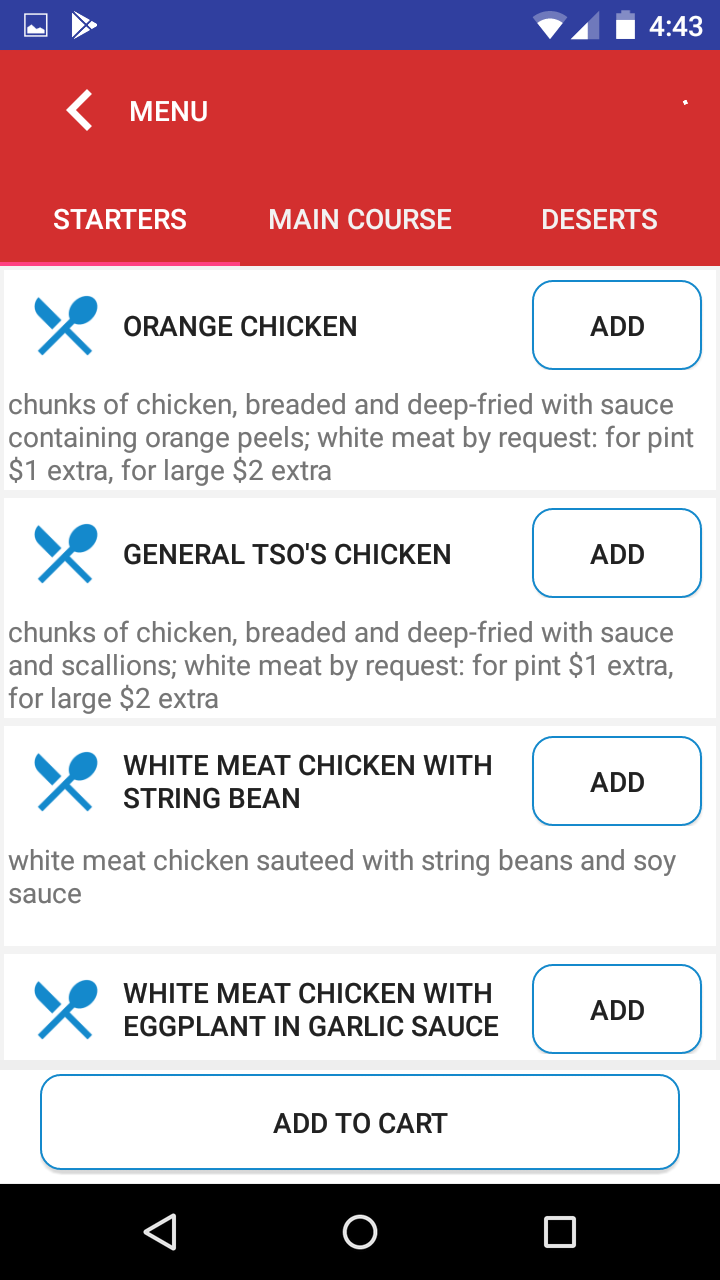 4:43
MENU
STARTERS MAIN COURSE DESERTS
ORANGE CHICKEN ADD
chunks of chicken, breaded and deep-fried with sauce
containing orange peels; white meat by request: for pint
$1 extra, for large $2 extra
GENERAL TSO'S CHICKEN ADD
chunks of chicken, breaded and deep-fried with sauce
and scallions; white meat by request: for pint $1 extra,
for large $2 extra
WHITE MEAT CHICKEN WITH
STRING BEAN
ADD
white meat chicken sauteed with string beans and soy
sauce
WHITE MEAT CHICKEN WITH
EGGPLANT IN GARLIC SAUCE
ADD
ADD TO CART